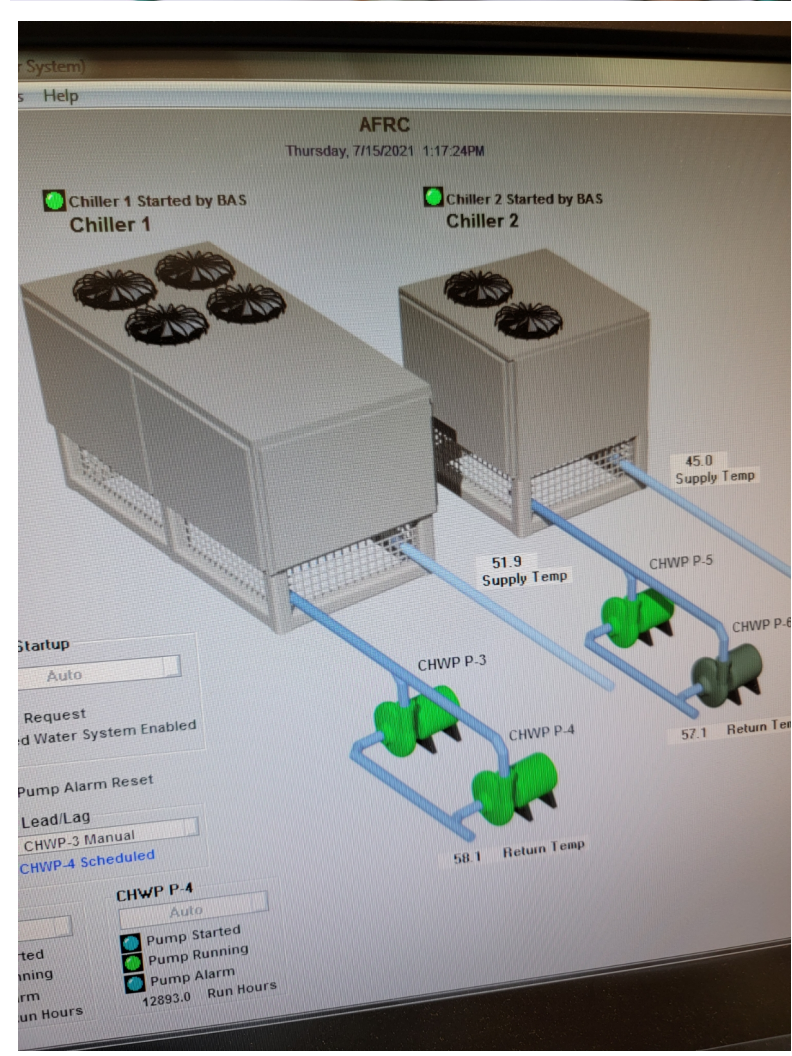 r System)
s Help
AFRC
Thursday, 7/15/2021 1:17:24PM
Chiller 1 Started by BAS
Chiller 1
Chiller 2 Started by BAS
Chiller 2
45.0
Supply Temp
51.9
Supply Temp
CHWP P-5
CHWP P-6
57.1 Return Tem
CHWP P-3
CHWP P-4
58.1 Return Temp
Startup
Auto
Request
ed Water System Enabled
Pump Alarm Reset
Lead/Lag
CHWP-3 Manual
CHWP-4 Scheduled
rted
nning
rm
un Hours
CHWP P-4
Auto
Pump Started
Pump Running
Pump Alarm
12893.0 Run Hours